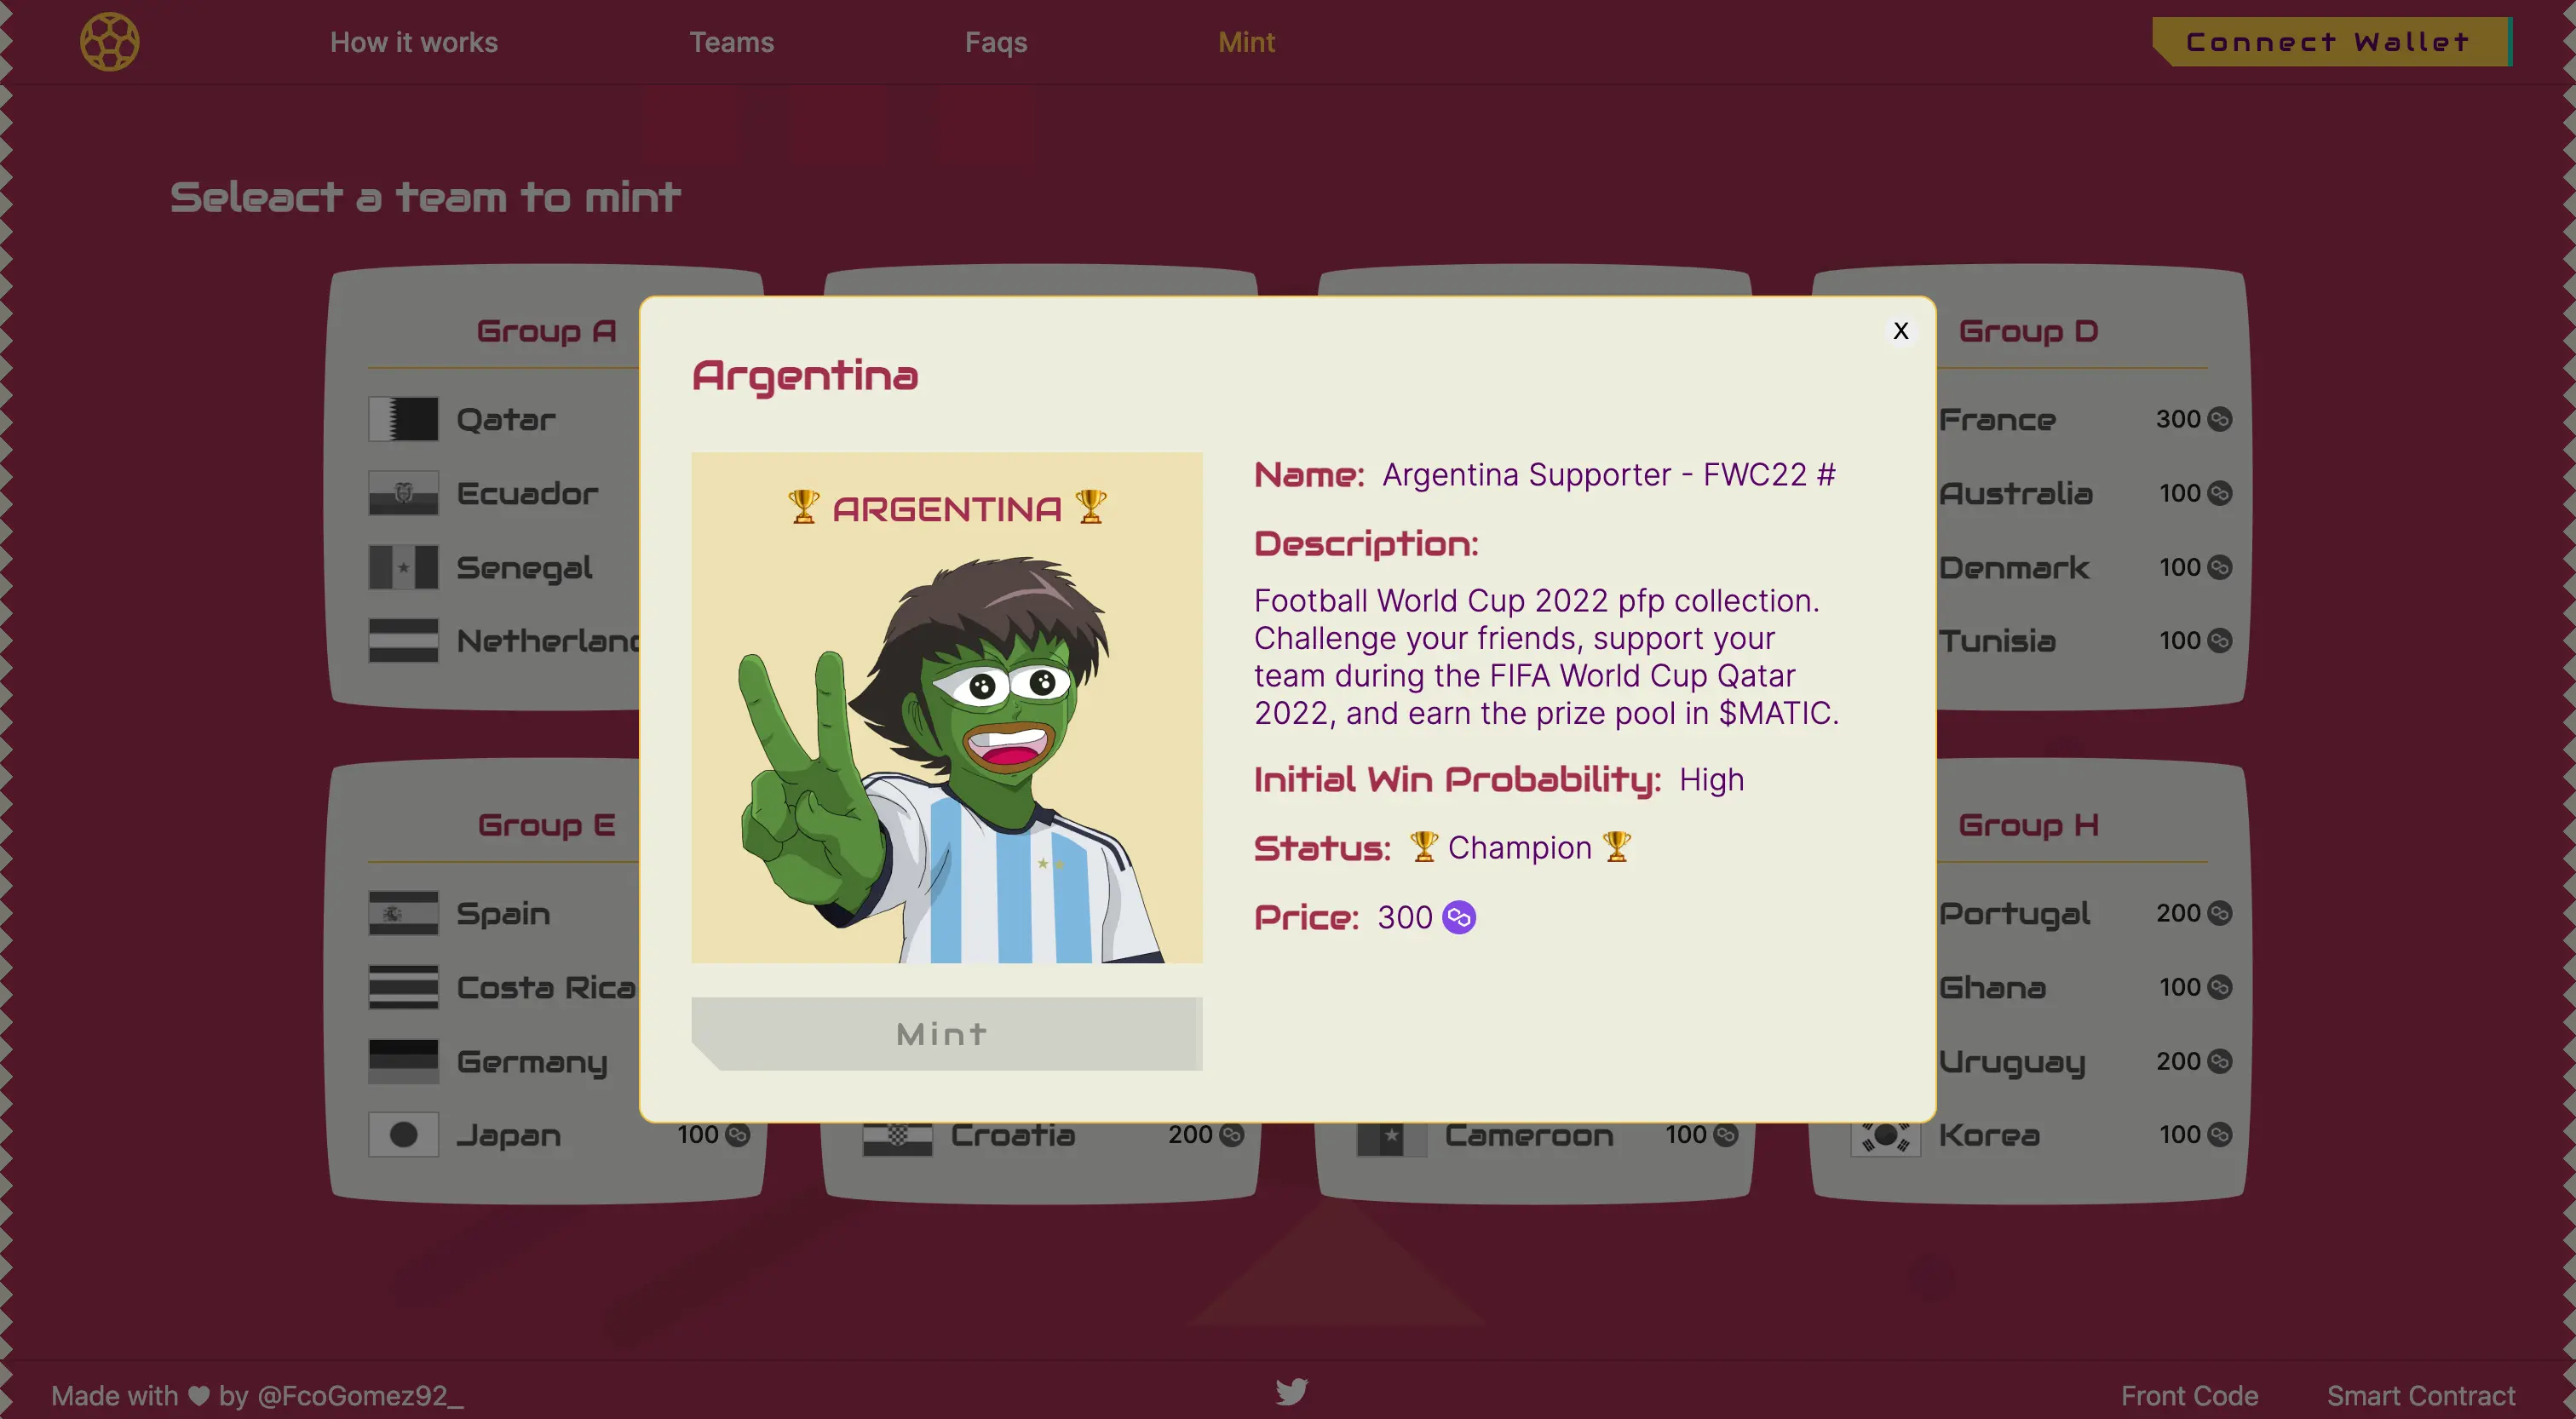 How it works
Teams
Faqs
Mint
Connect Wallet
Seleact a team to mint
Group A
Qatar
Ecuador
Senegal
Group D
France 300
Australia 100
Denmark 100
Tunisia 100
Argentina
X
🏆 ARGENTINA 🏆
Name: Argentina Supporter - FWC22 #
Description:
Football World Cup 2022 pfp collection.
Challenge your friends, support your
team during the FIFA World Cup Qatar
2022, and earn the prize pool in $MATIC.
Initial Win Probability: High
Status: 🏆 Champion 🏆
Price: 300
Mint
Group E
Spain
Costa Rica
Germany
Japan 100
Croatia 200
Cameroon 100
Group H
Portugal 200
Ghana 100
Uruguay 200
Korea 100
Made with ♥ by @FcoGomez92_
Front Code
Smart Contract